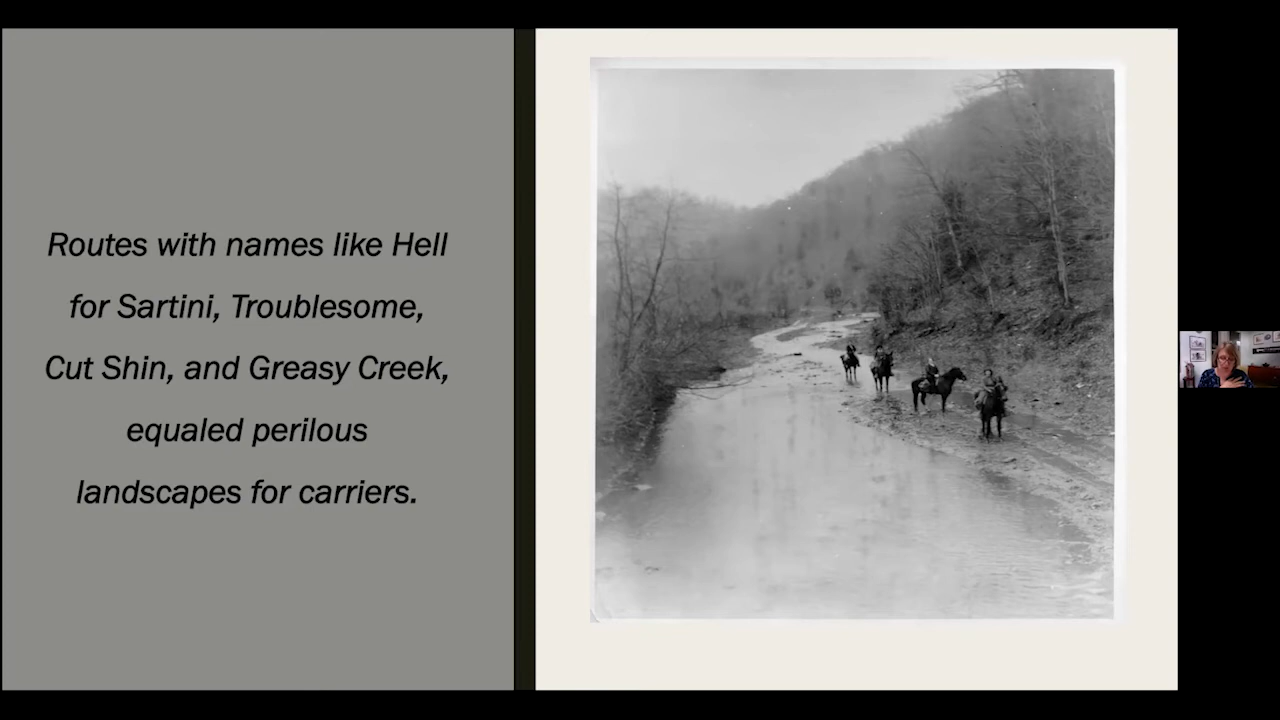 Routes with names like Hell
for Sartini, Troublesome,
Cut Shin, and Greasy Creek,
equaled perilous
landscapes for carriers.